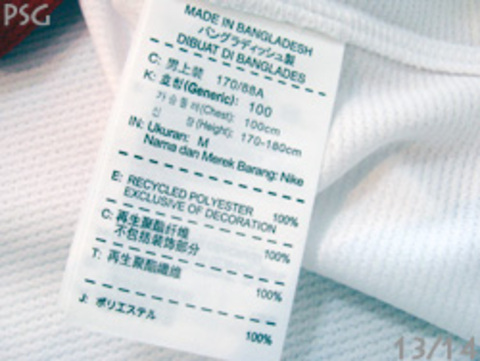 PSG
MADE IN BANGLADESH
バングラディッシュ製
DIBUAT DI BANGLADES
C: 男上装 170/88A
K: 호칭(Generic): 100
가슴둘레(Chest): 100cm
신 장(Height): 170-180cm
IN: Ukuran: M
Nama dan Merek Barang: Nike
E: RECYCLED POLYESTER 100%
EXCLUSIVE OF DECORATION
C: 再生聚酯纤维 100%
不包括装饰部分
T: 再生聚酯纖維 100%
J: ポリエステル 100%
13/14